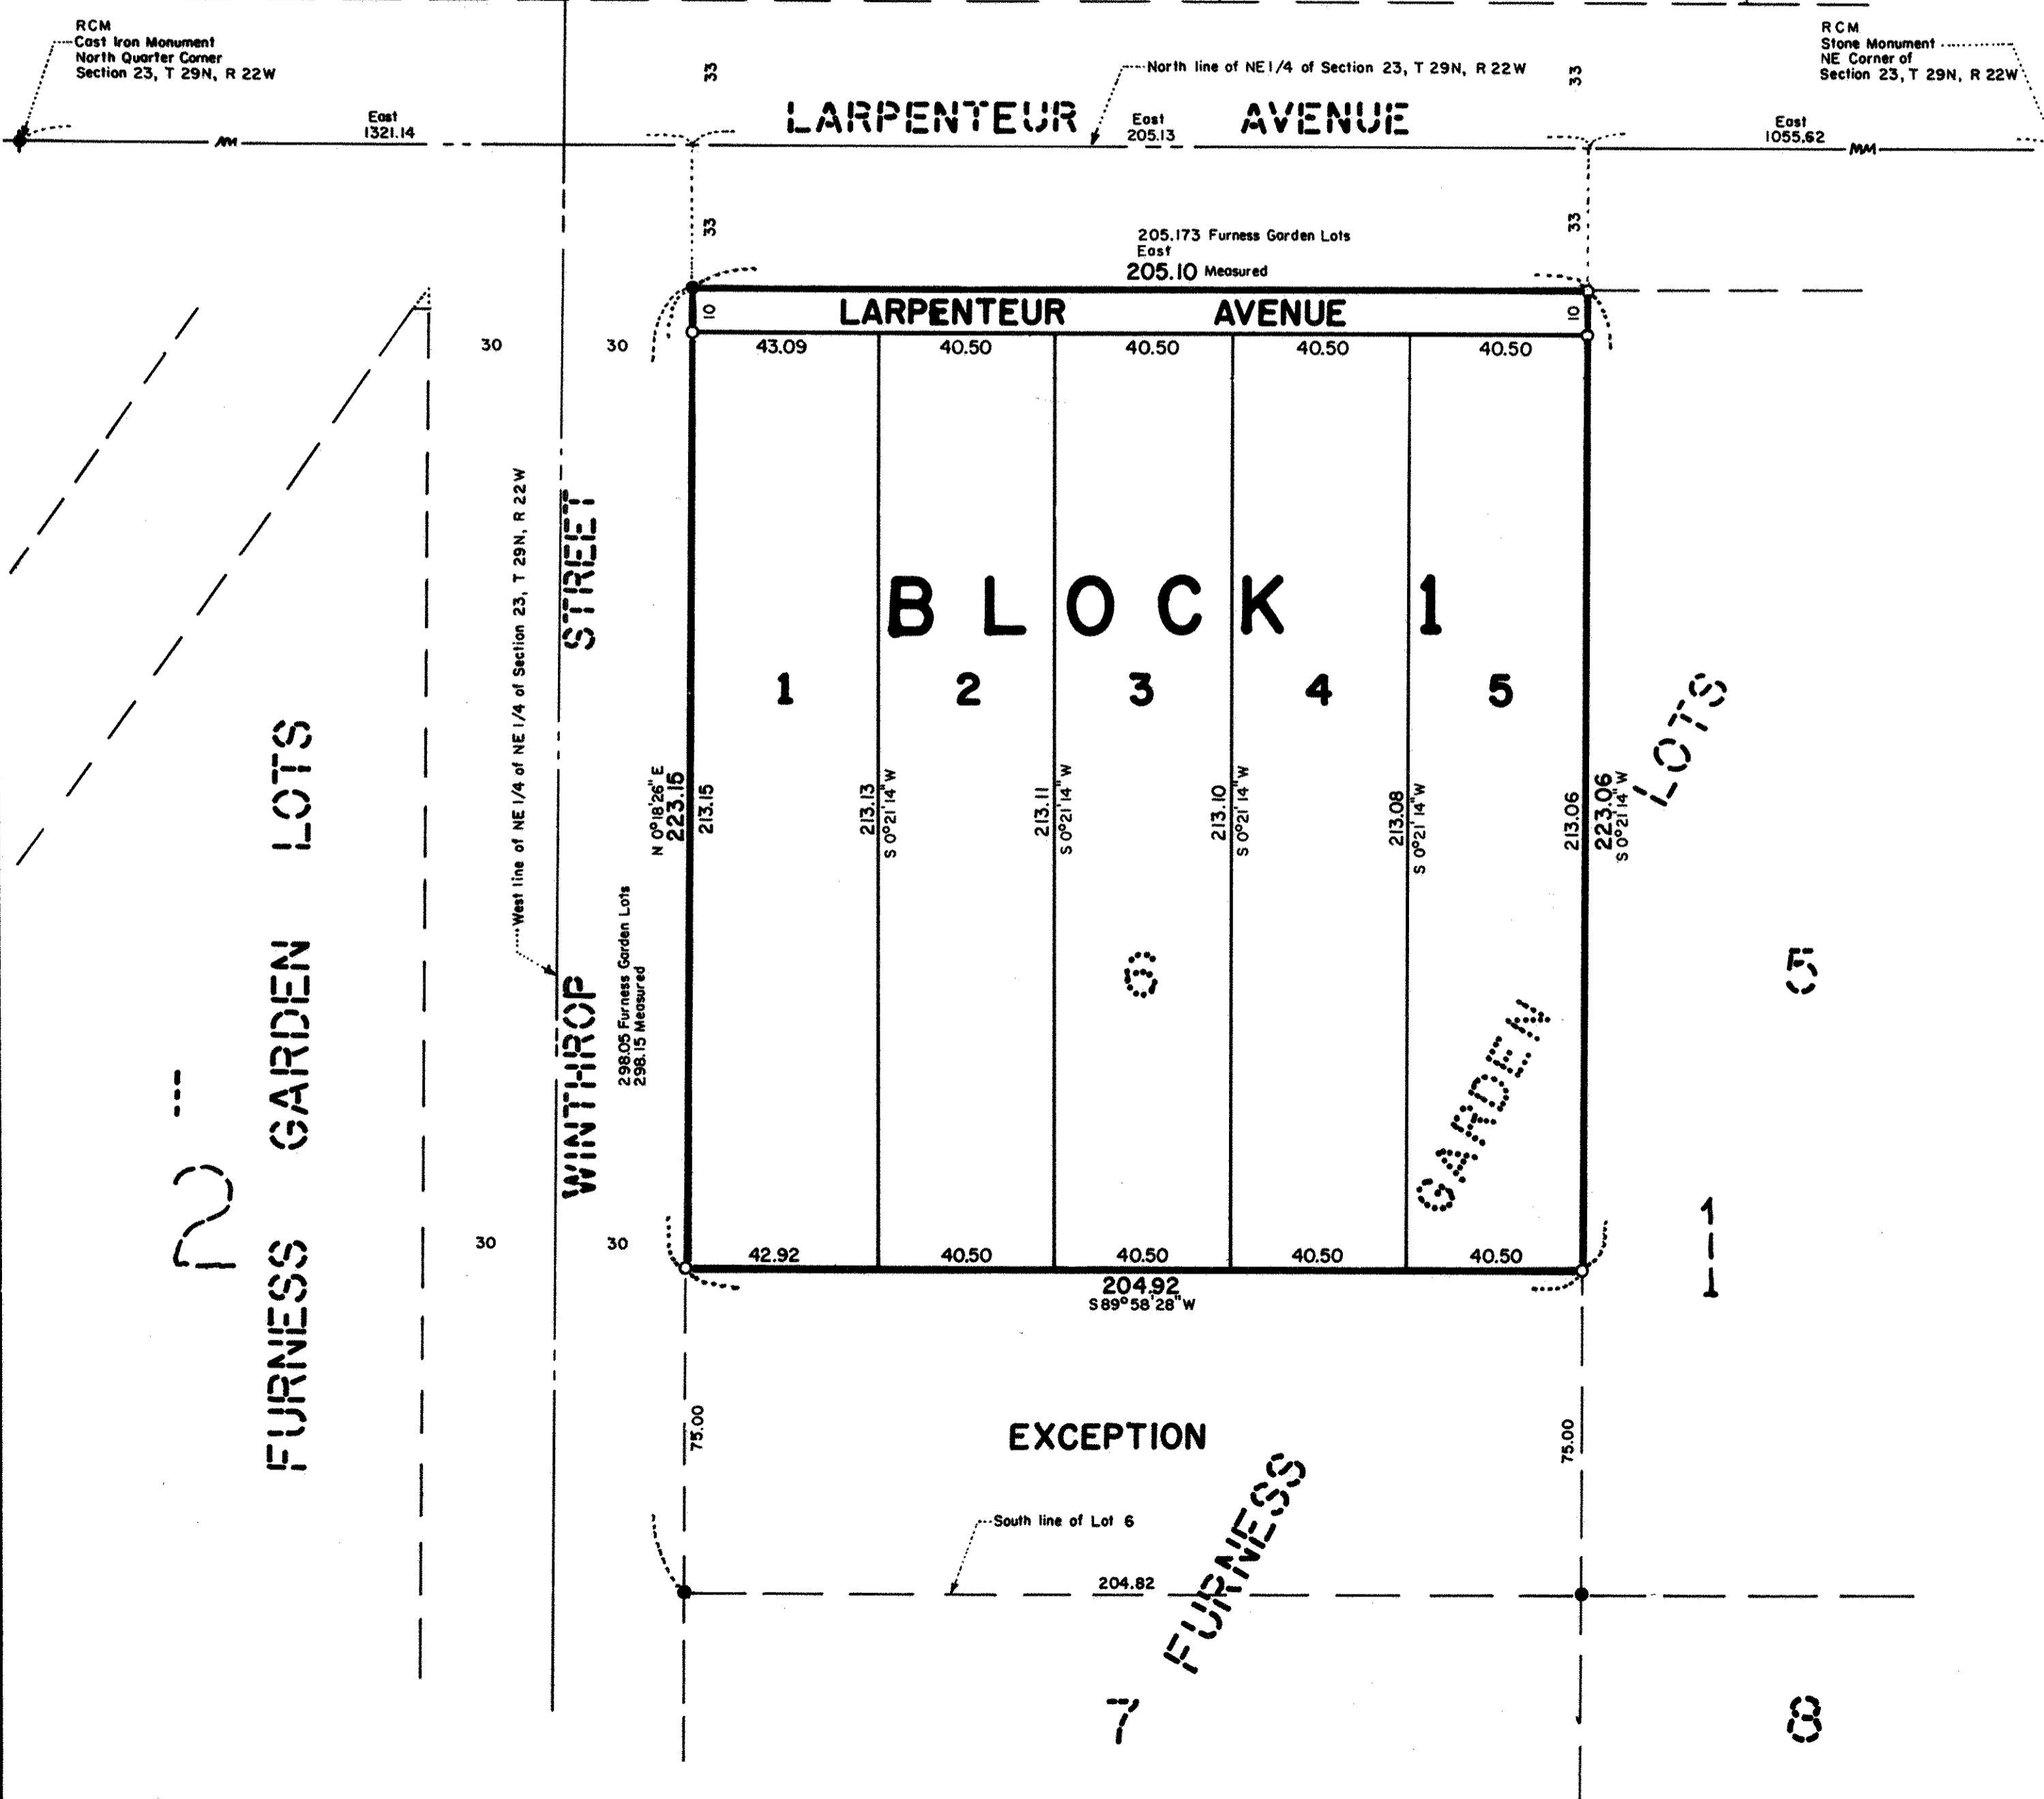 RCM
Cast Iron Monument
North Quarter Corner
Section 23, T 29N, R 22W
RCM
Stone Monument
NE Corner of
Section 23, T 29N, R 22W
33
33
North line of NE 1/4 of Section 23, T 29N, R 22W
LARPENTEUR AVENUE
East
1321.14
East
205.13
East
1055.62
33
33
205.173 Furness Garden Lots
East
205.10 Measured
10
LARPENTEUR AVENUE
10
30
30
43.09
40.50
40.50
40.50
40.50
West line of NE 1/4 of NE 1/4 of Section 23, T 29N, R 22W
WINTHROP STREET
BLOCK 1
1
2
3
4
5
N 0°18'26" E
223.15
213.15
213.13
S 0°21'14" W
213.11
S 0°21'14" W
213.10
S 0°21'14" W
213.08
S 0°21'14" W
213.06
223.06
S 0°21'14" W
298.05 Furness Garden Lots
298.15 Measured
FURNESS GARDEN LOTS
2
6
5
1
FURNESS GARDEN LOTS
30
30
42.92
40.50
40.50
40.50
40.50
204.92
S 89°58'28" W
75.00
EXCEPTION
75.00
South line of Lot 6
204.82
7
8